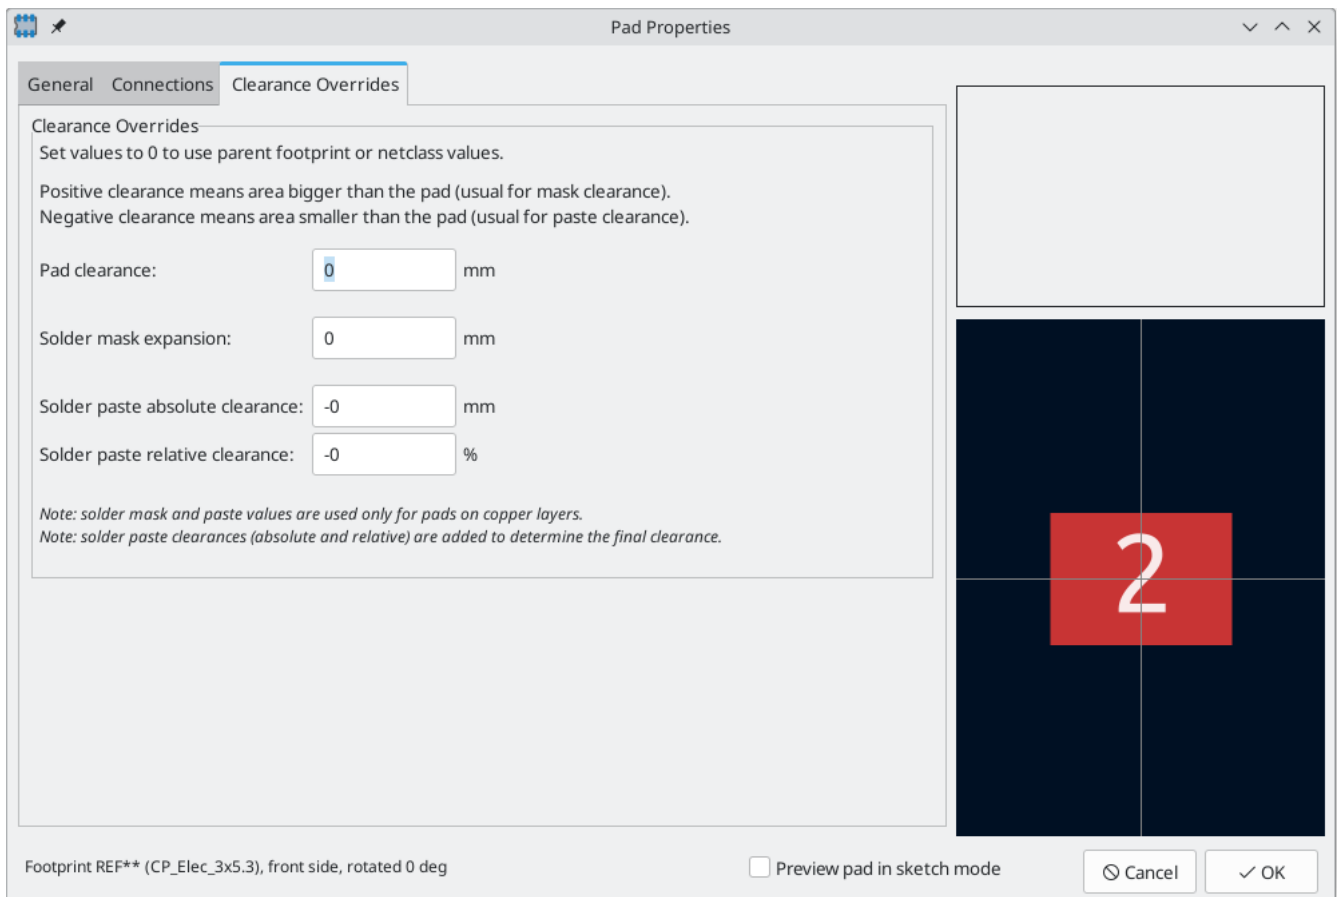 Pad Properties
General Connections Clearance Overrides
Clearance Overrides
Set values to 0 to use parent footprint or netclass values.
Positive clearance means area bigger than the pad (usual for mask clearance).
Negative clearance means area smaller than the pad (usual for paste clearance).
Pad clearance: 0 mm
Solder mask expansion: 0 mm
Solder paste absolute clearance: -0 mm
Solder paste relative clearance: -0 %
Note: solder mask and paste values are used only for pads on copper layers.
Note: solder paste clearances (absolute and relative) are added to determine the final clearance.
2
Footprint REF** (CP_Elec_3x5.3), front side, rotated 0 deg
Preview pad in sketch mode
Cancel
OK